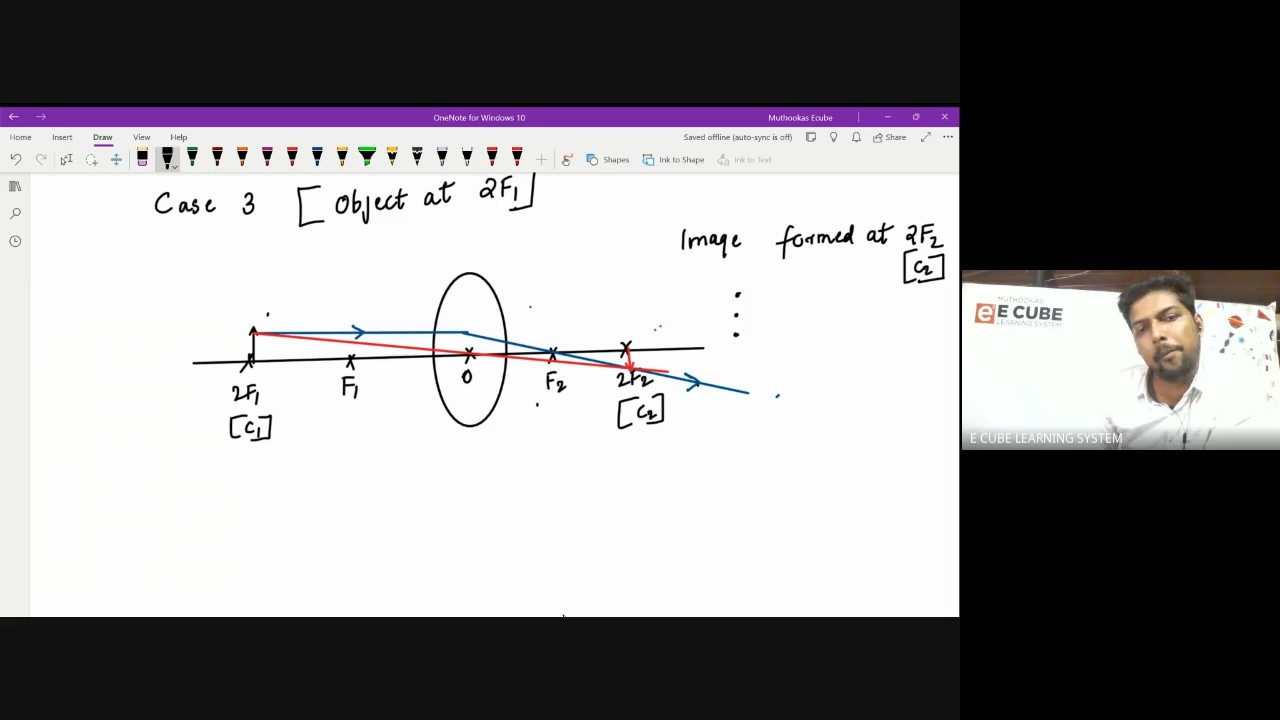 OneNote for Windows 10
Muthookas Ecube
Home Insert Draw View Help
Saved offline (auto-sync is off)
Share
Shapes
Ink to Shape
Ink to Text
Case 3 [Object at 2F1]
Image formed at 2F2
[C2]
2F1 F1 O F2 2F2
[C1] [C2]
MUTHOOKAS
e E CUBE
LEARNING SYSTEM
E CUBE LEARNING SYSTEM